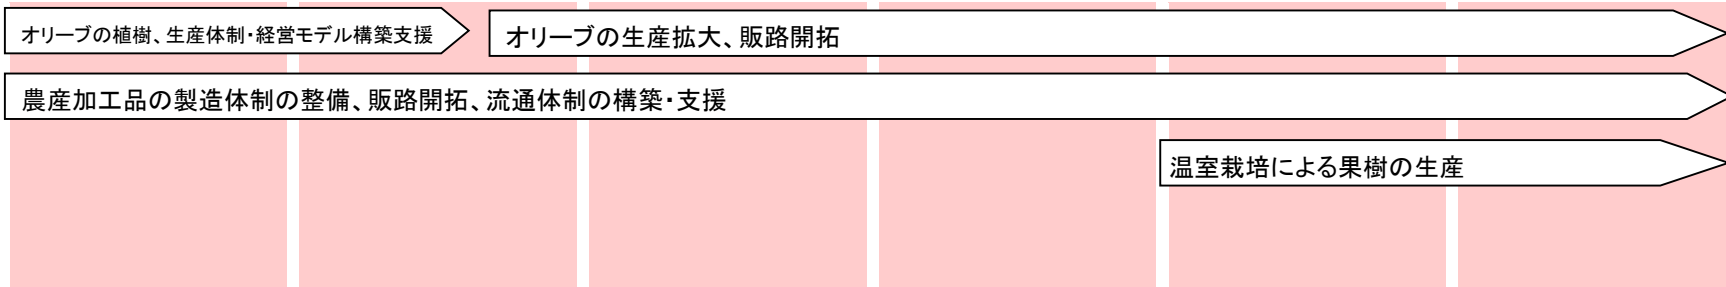 オリーブの植樹、生産体制・経営モデル構築支援
オリーブの生産拡大、販路開拓
農産加工品の製造体制の整備、販路開拓、流通体制の構築・支援
温室栽培による果樹の生産